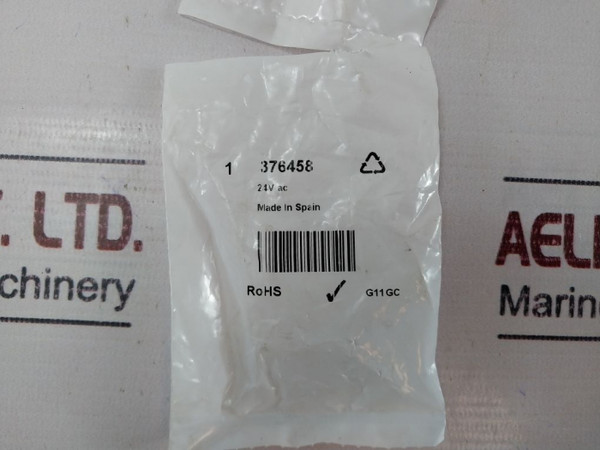 1 376458
24V ac
Made In Spain
RoHS G11GC
. LTD.
chinery
AEL
Marin